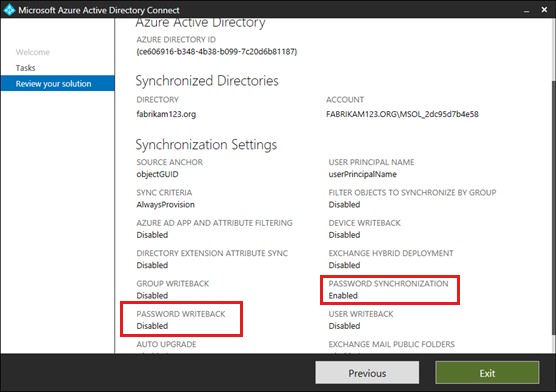 Microsoft Azure Active Directory Connect
Welcome
Tasks
Review your solution
Azure Active Directory
AZURE DIRECTORY ID
{ce606916-b348-4b38-b099-7c20d6b81187}
Synchronized Directories
DIRECTORY
ACCOUNT
fabrikam123.org
FABRIKAM123.ORG\MSOL_2dc95d7b4e58
Synchronization Settings
SOURCE ANCHOR
USER PRINCIPAL NAME
objectGUID
userPrincipalName
SYNC CRITERIA
FILTER OBJECTS TO SYNCHRONIZE BY GROUP
AlwaysProvision
Disabled
AZURE AD APP AND ATTRIBUTE FILTERING
DEVICE WRITEBACK
Disabled
Disabled
DIRECTORY EXTENSION ATTRIBUTE SYNC
EXCHANGE HYBRID DEPLOYMENT
Disabled
Disabled
GROUP WRITEBACK
PASSWORD SYNCHRONIZATION
Disabled
Enabled
PASSWORD WRITEBACK
USER WRITEBACK
Disabled
Disabled
AUTO UPGRADE
EXCHANGE MAIL PUBLIC FOLDERS
Disabled
Disabled
Previous
Exit